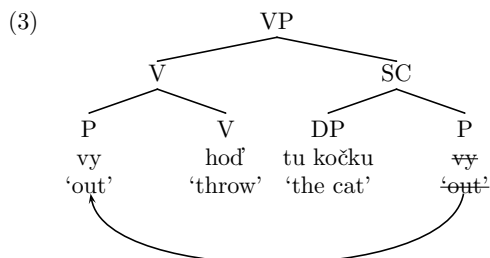 (3) VP
V SC
P V DP P
vy hoď tu kočku vy
‘out’ ‘throw’ ‘the cat’ ‘out’